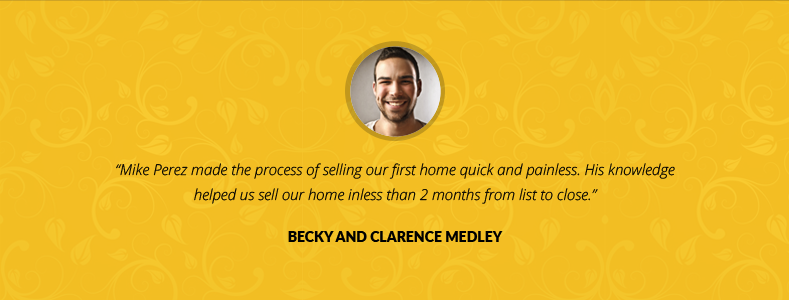 “Mike Perez made the process of selling our first home quick and painless. His knowledge
helped us sell our home inless than 2 months from list to close.”
BECKY AND CLARENCE MEDLEY